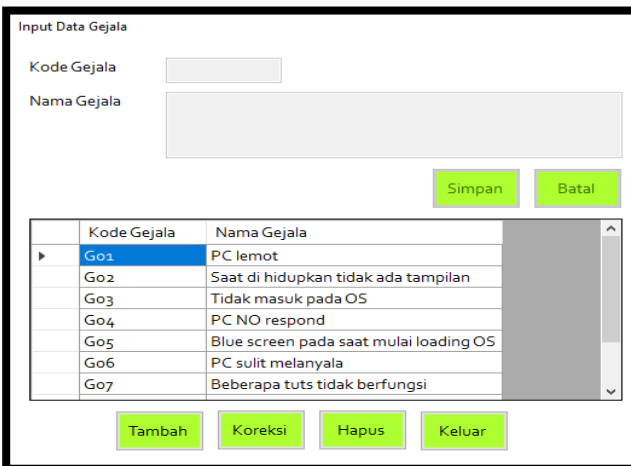 Input Data Gejala
Kode Gejala
Nama Gejala
Simpan Batal
Kode Gejala Nama Gejala
G01 PC lemot
G02 Saat di hidupkan tidak ada tampilan
G03 Tidak masuk pada OS
G04 PC NO respond
G05 Blue screen pada saat mulai loading OS
G06 PC sulit melanyala
G07 Beberapa tuts tidak berfungsi
Tambah Koreksi Hapus Keluar